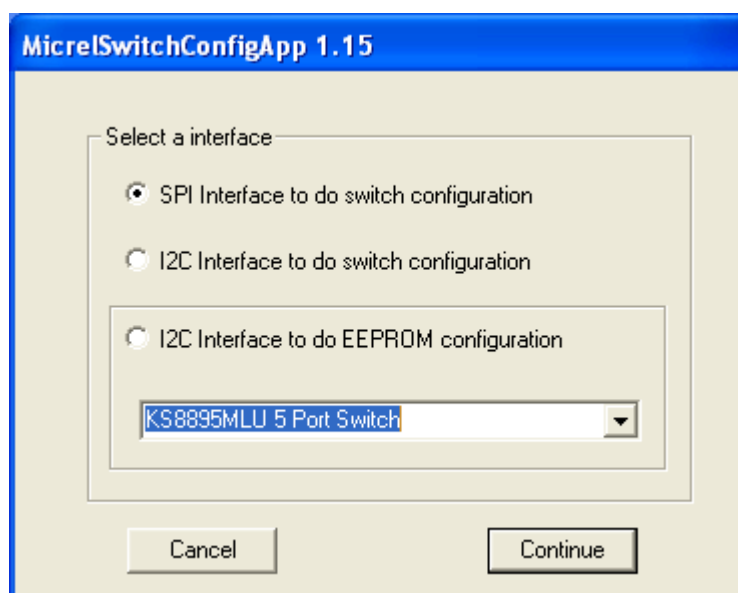 MicrelSwitchConfigApp 1.15
Select a interface
SPI Interface to do switch configuration
I2C Interface to do switch configuration
I2C Interface to do EEPROM configuration
KS8895MLU 5 Port Switch
Cancel
Continue